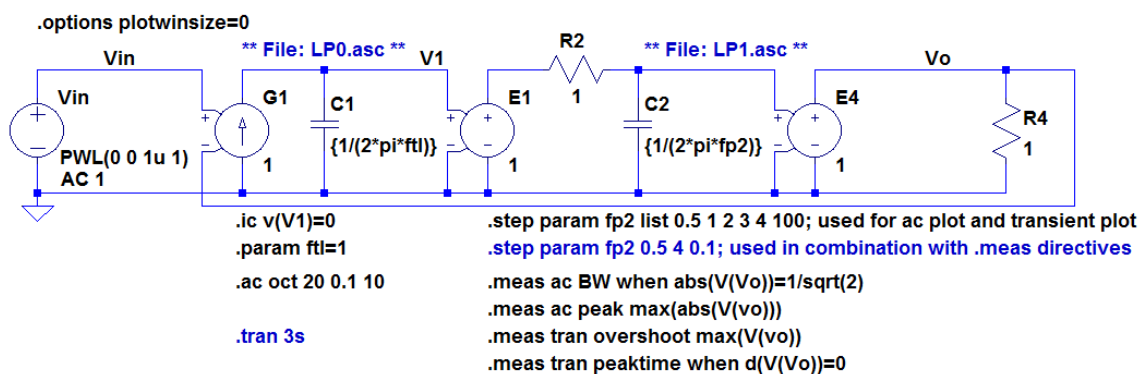 .options plotwinsize=0
** File: LP0.asc **
R2
** File: LP1.asc **
Vin
V1
Vo
Vin
G1
C1
E1
1
C2
E4
R4
+
-
+
-
+
-
+
-
+
-
+
-
PWL(0 0 1u 1)
AC 1
1
{1/(2*pi*ftl)}
1
{1/(2*pi*fp2)}
1
1
.ic v(V1)=0
.param ftl=1
.ac oct 20 0.1 10
.tran 3s
.step param fp2 list 0.5 1 2 3 4 100; used for ac plot and transient plot
.step param fp2 0.5 4 0.1; used in combination with .meas directives
.meas ac BW when abs(V(Vo)=1/sqrt(2)
.meas ac peak max(abs(V(vo)))
.meas tran overshoot max(V(vo))
.meas tran peaktime when d(V(Vo))=0